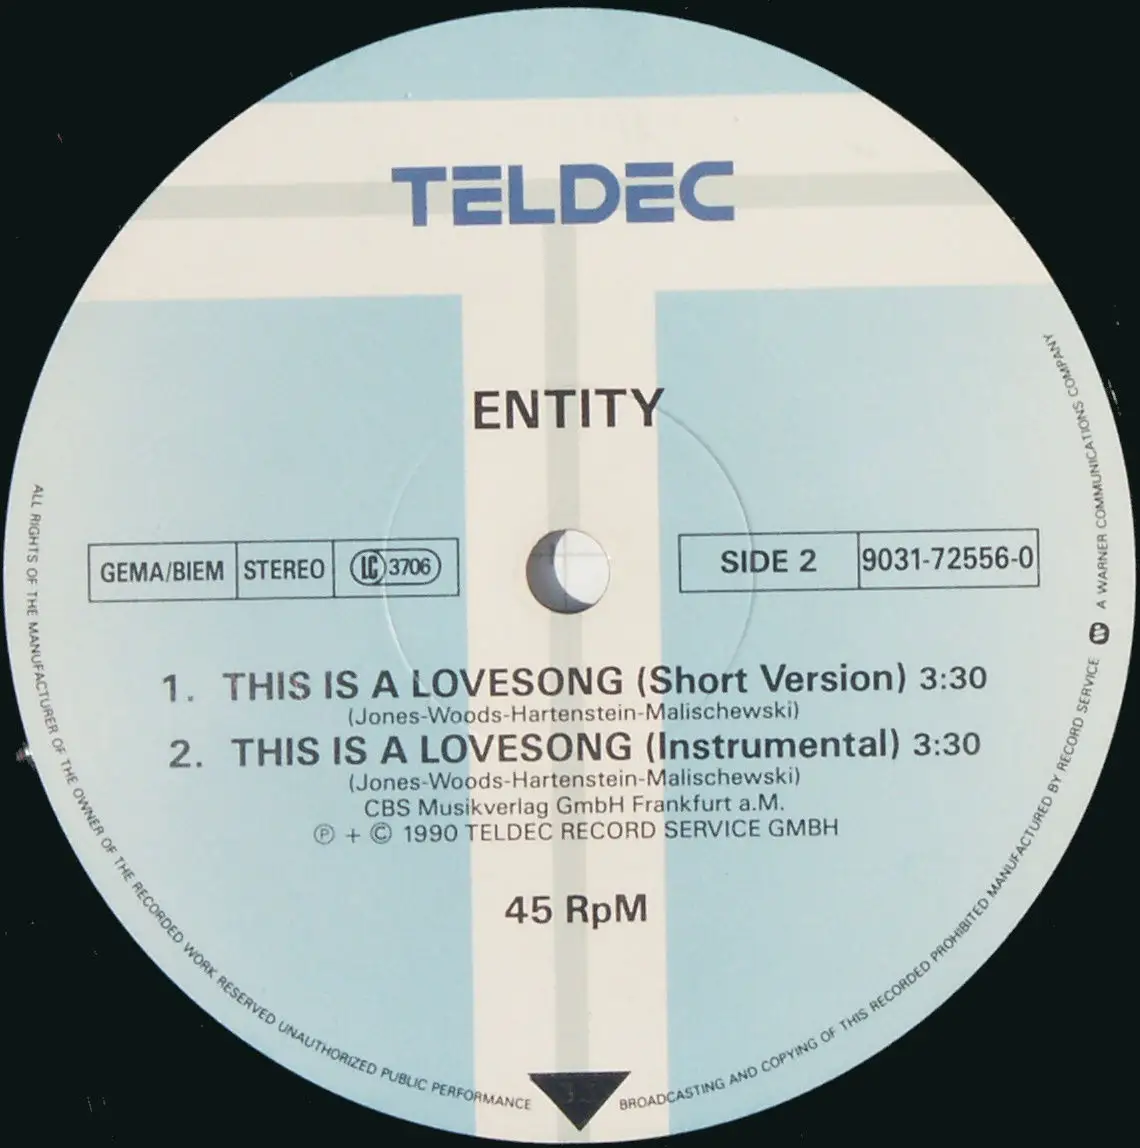 TELDEC
ENTITY
GEMA/BIEM STEREO LC 3706
SIDE 2 9031-72556-0
1. THIS IS A LOVESONG (Short Version) 3:30
(Jones-Woods-Hartenstein-Malischewski)
2. THIS IS A LOVESONG (Instrumental) 3:30
(Jones-Woods-Hartenstein-Malischewski)
CBS Musikverlag GmbH Frankfurt a.M.
℗ + © 1990 TELDEC RECORD SERVICE GMBH
45 RpM
ALL RIGHTS OF THE MANUFACTURER OF THE OWNER OF THE RECORDED WORK RESERVED UNAUTHORIZED PUBLIC PERFORMANCE BROADCASTING AND COPYING OF THIS RECORDED PROHIBITED MANUFACTURED BY RECORD SERVICE A WARNER COMMUNICATIONS COMPANY